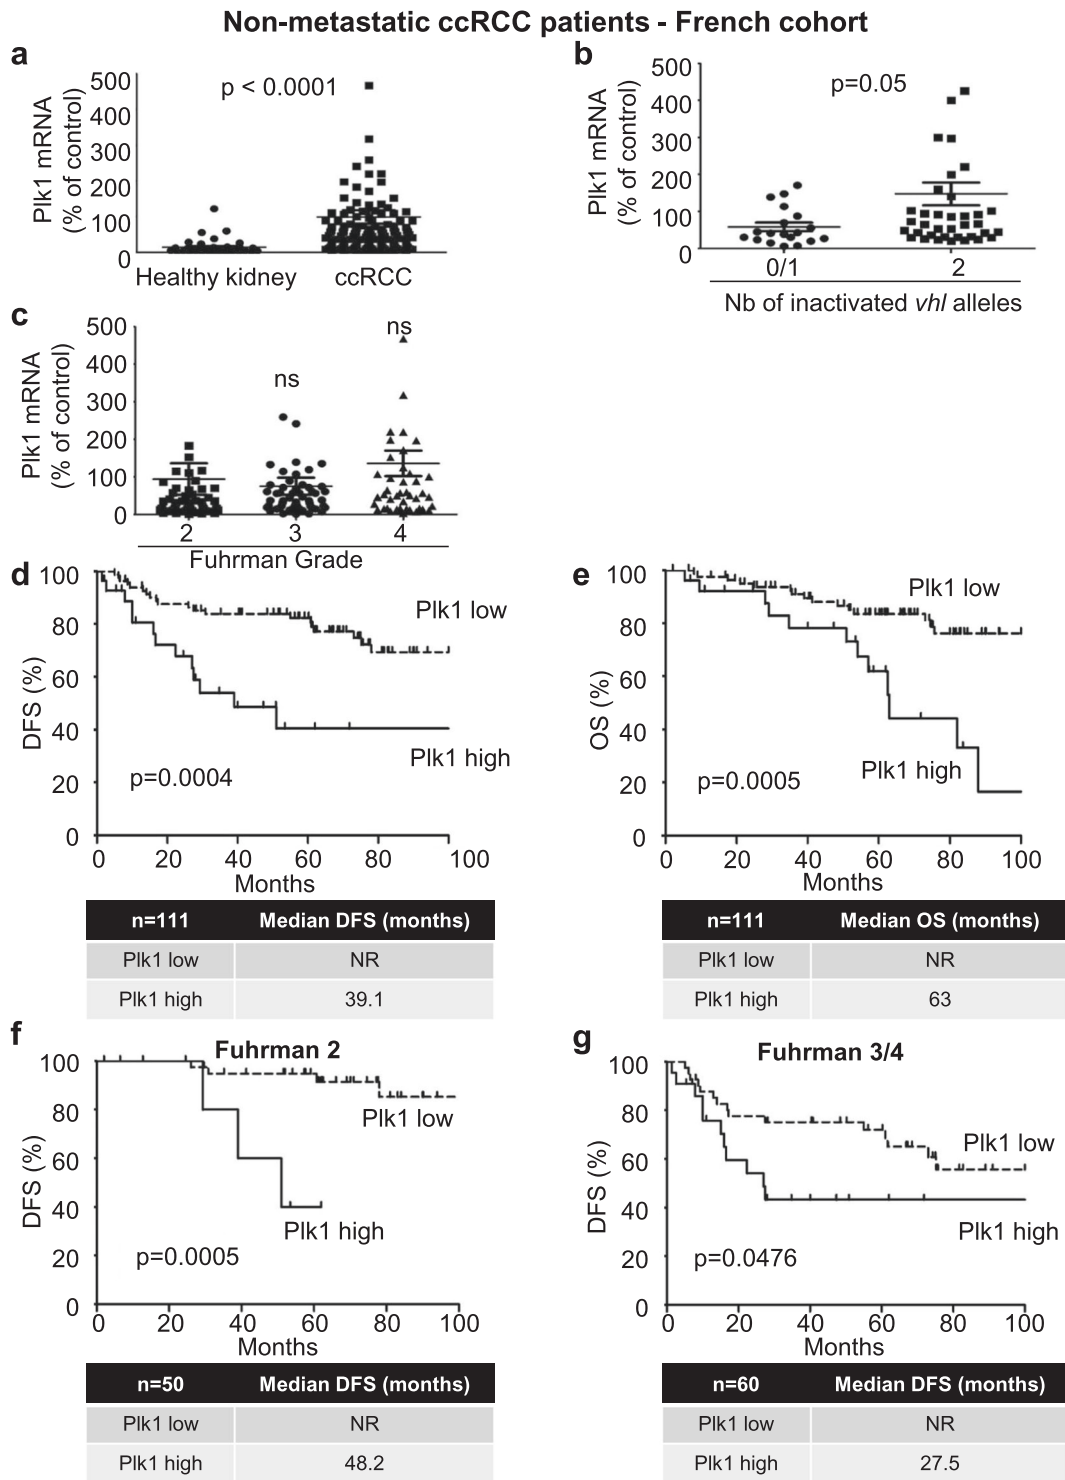 Non-metastatic ccRCC patients - French cohort
a
Plk1 mRNA
(% of control)
500
400
300
200
100
0
p < 0.0001
Healthy kidney
ccRCC
b
Plk1 mRNA
(% of control)
500
400
300
200
100
0
p=0.05
0/1
2
Nb of inactivated vhl alleles
c
Plk1 mRNA
(% of control)
500
400
300
200
100
0
ns
ns
2
3
4
Fuhrman Grade
d
DFS (%)
100
80
60
40
20
0
Plk1 low
Plk1 high
p=0.0004
0
20
40
60
80
100
Months
n=111
Median DFS (months)
Plk1 low
NR
Plk1 high
39.1
e
OS (%)
100
80
60
40
20
0
Plk1 low
Plk1 high
p=0.0005
0
20
40
60
80
100
Months
n=111
Median OS (months)
Plk1 low
NR
Plk1 high
63
f
Fuhrman 2
DFS (%)
100
80
60
40
20
0
Plk1 low
Plk1 high
p=0.0005
0
20
40
60
80
100
Months
n=50
Median DFS (months)
Plk1 low
NR
Plk1 high
48.2
g
Fuhrman 3/4
DFS (%)
100
80
60
40
20
0
Plk1 low
Plk1 high
p=0.0476
0
20
40
60
80
100
Months
n=60
Median DFS (months)
Plk1 low
NR
Plk1 high
27.5